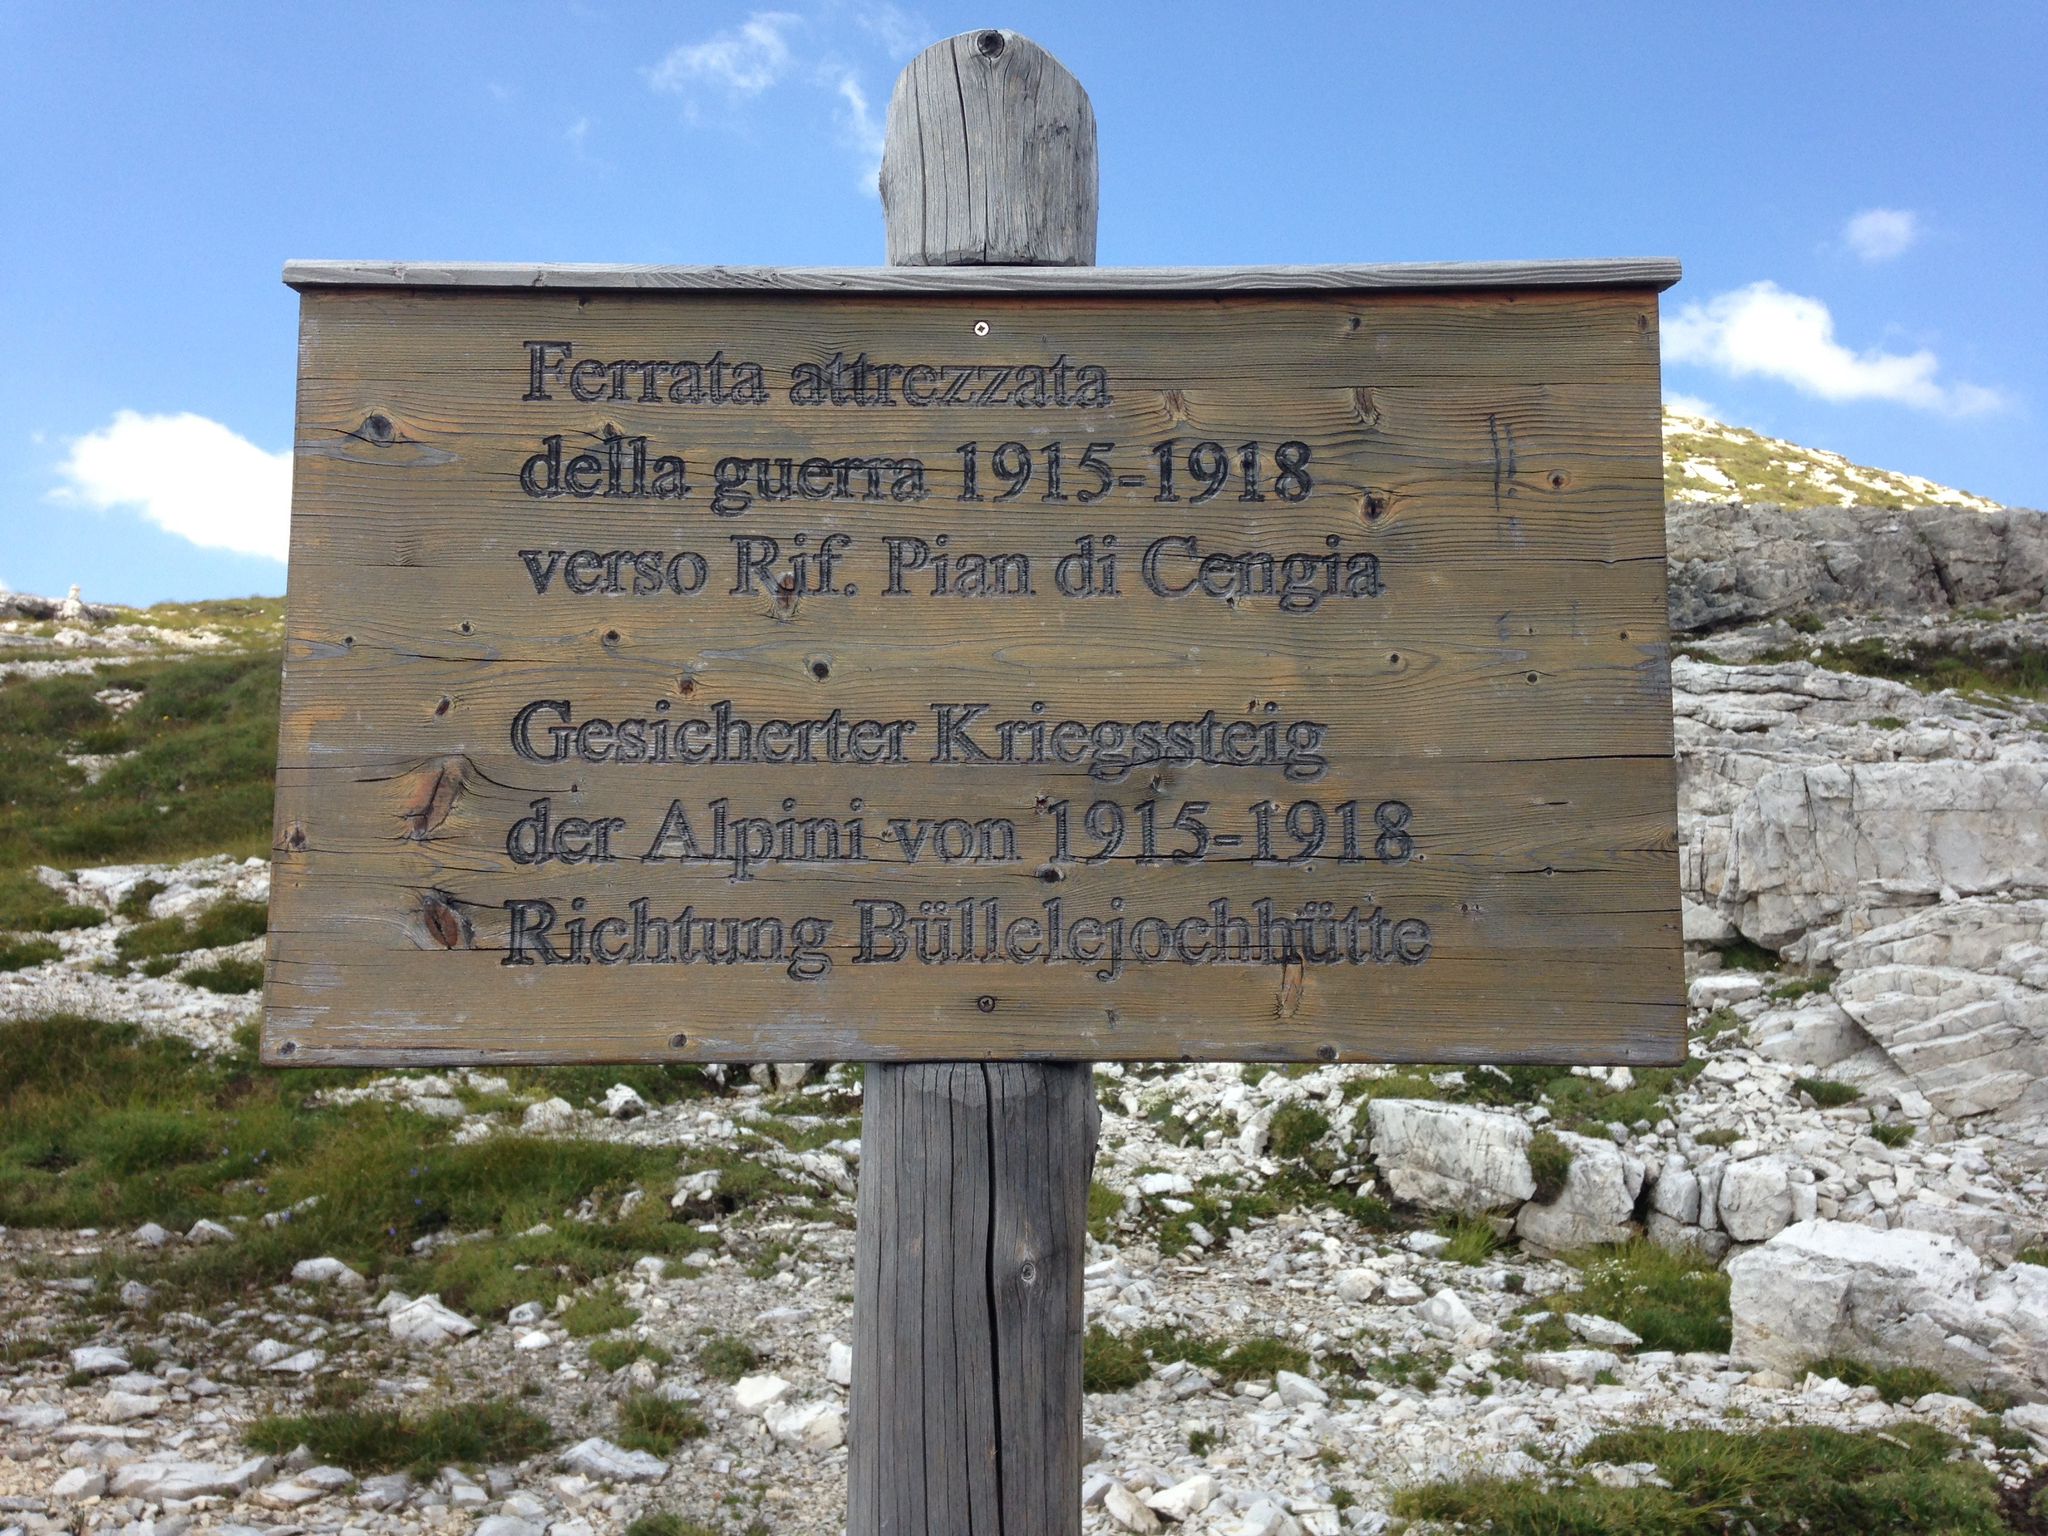 Ferrata attrezzata
della guerra 1915-1918
verso Rif. Pian di Cengia
Gesicherter Kriegssteig
der Alpini von 1915-1918
Richtung Büllelejochhütte